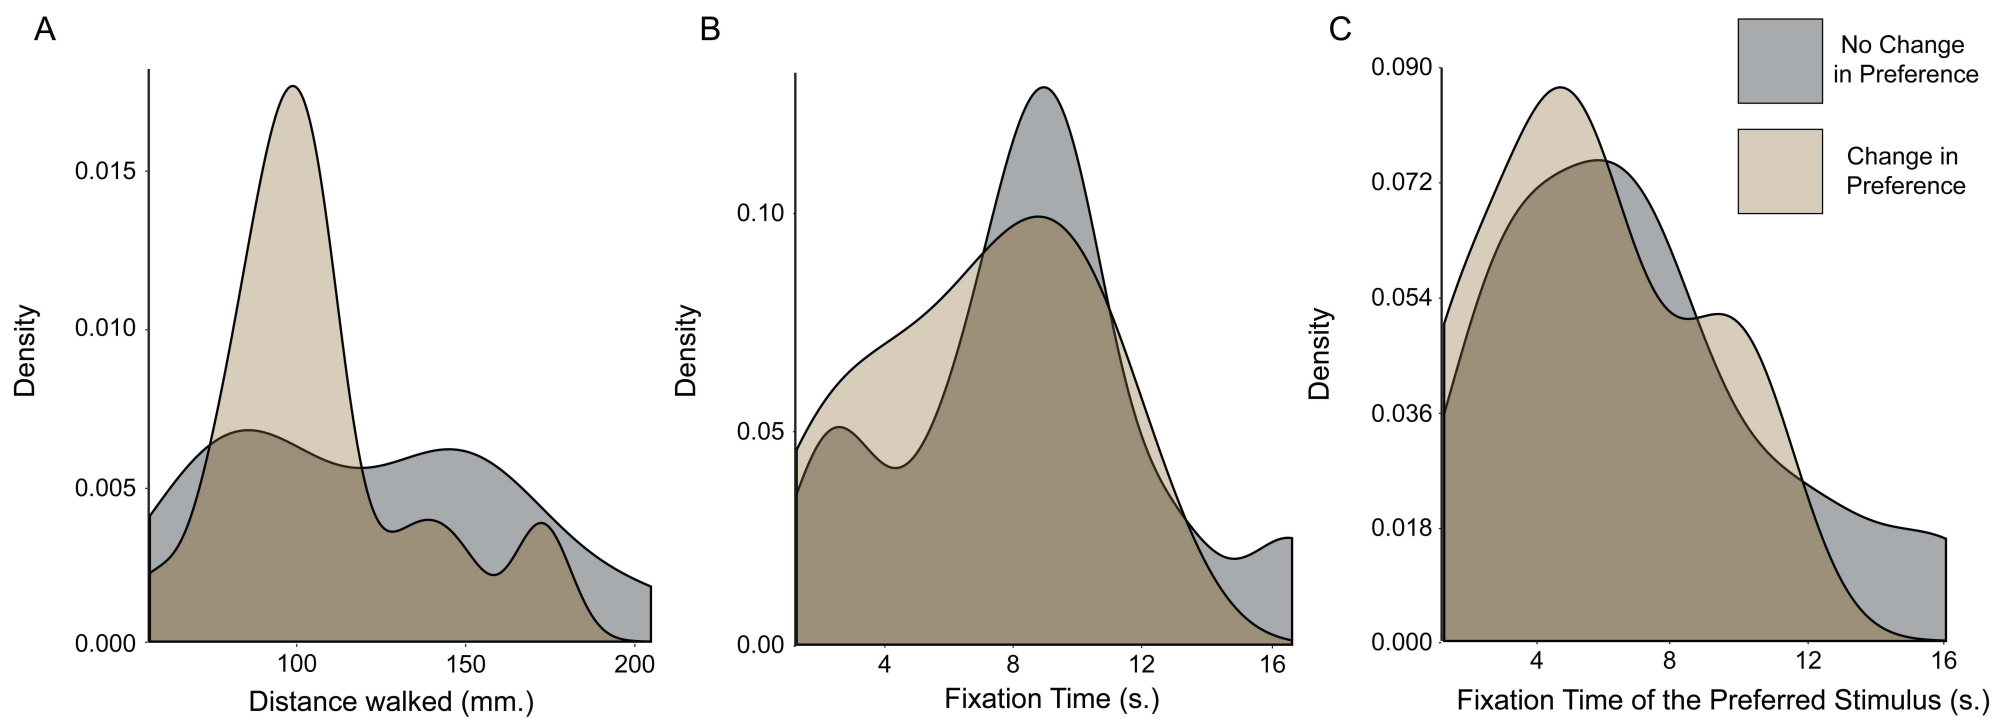 A
Density
0.015
0.010
0.005
0.000
100
150
200
Distance walked (mm.)
B
Density
0.10
0.05
0.00
4
8
12
16
Fixation Time (s.)
C
Density
0.090
0.072
0.054
0.036
0.018
0.000
4
8
12
16
Fixation Time of the Preferred Stimulus (s.)
No Change
in Preference
Change in
Preference